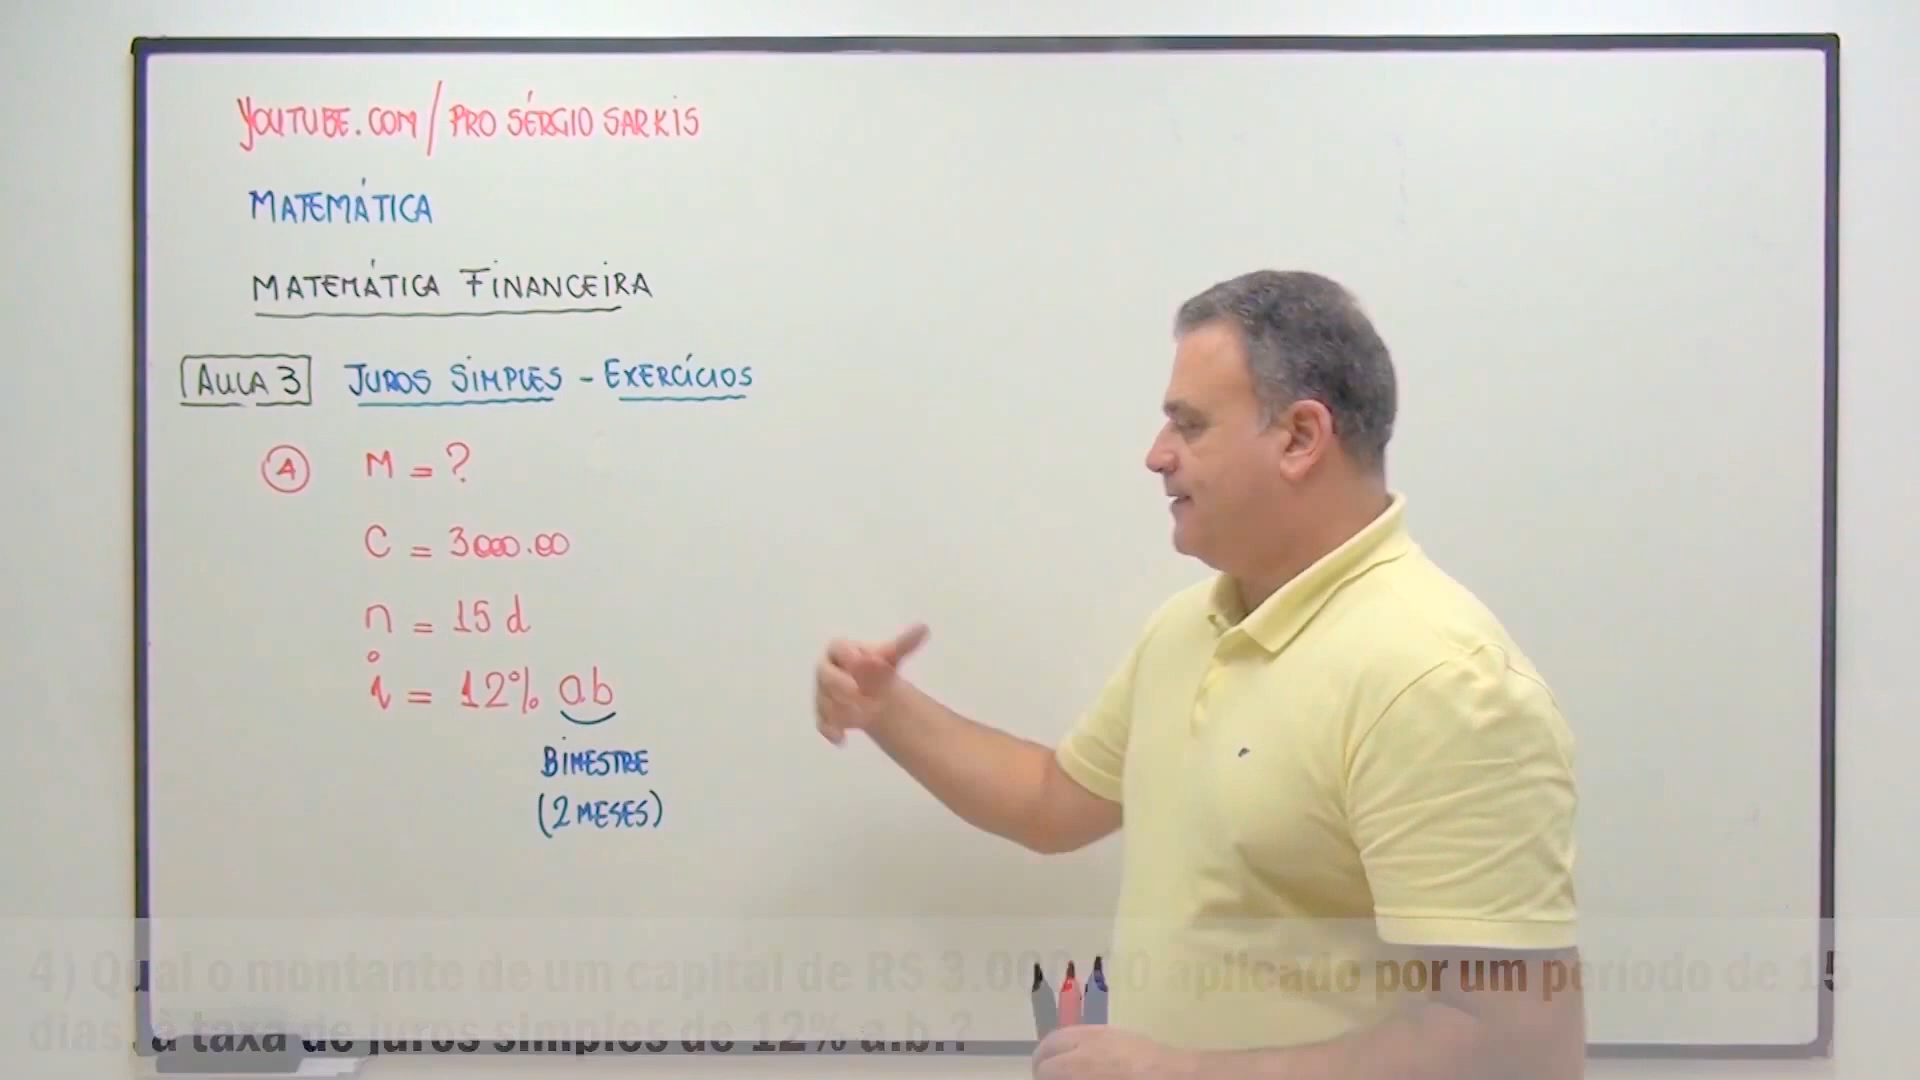 YOUTUBE.COM/PRO SÉRGIO SARKIS
MATEMÁTICA
MATEMÁTICA FINANCEIRA
AULA 3 JUROS SIMPLES - EXERCÍCIOS
4 M = ?
C = 3000.00
n = 15 d
i = 12% ab
BIMESTRE
(2 MESES)
4) Qual o montante de um capital de R$ 3.000,00 aplicado por um período de 15
dias, à taxa de juros simples de 12% a.b.?